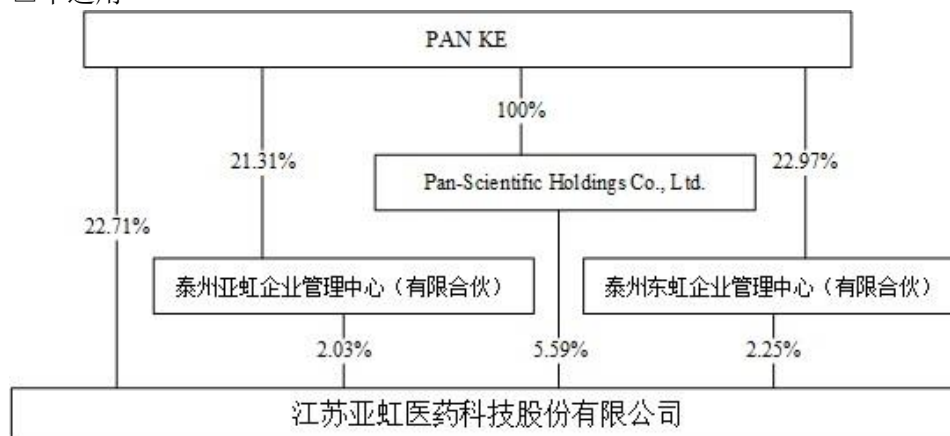 PAN KE
100%
21.31%
22.97%
Pan-Scientific Holdings Co., Ltd.
22.71%
泰州亚虹企业管理中心（有限合伙）
泰州东虹企业管理中心（有限合伙）
2.03%
5.59%
2.25%
江苏亚虹医药科技股份有限公司